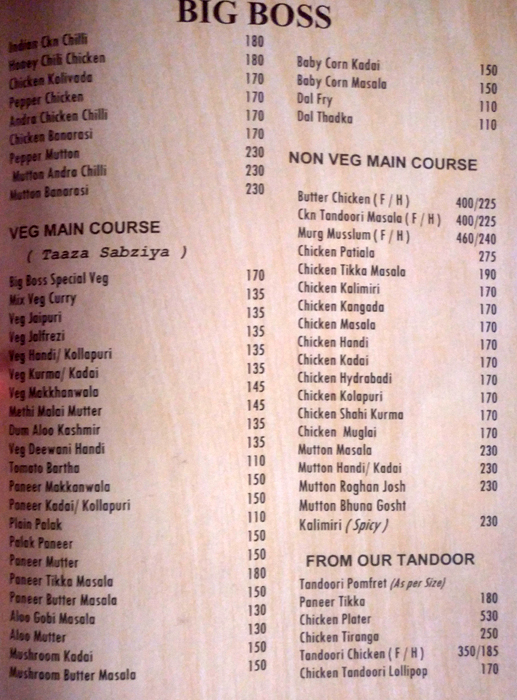 BIG BOSS
Indian Ckn Chilli 180
Honey Chili Chicken 180
Chicken Kolivada 170
Pepper Chicken 170
Andra Chicken Chilli 170
Chicken Banarasi 170
Pepper Mutton 230
Mutton Andra Chilli 230
Mutton Banarasi 230
VEG MAIN COURSE
( Taaza Sabziya )
Big Boss Special Veg 170
Mix Veg Curry 135
Veg Jaipuri 135
Veg Jalfrezi 135
Veg Handi/ Kollapuri 135
Veg Kurma/ Kadai 135
Veg Makkhanwala 145
Methi Malai Mutter 145
Dum Aloo Kashmir 135
Veg Deewani Handi 135
Tomato Bartha 110
Paneer Makkanwala 150
Paneer Kadai/ Kollapuri 150
Plain Palak 110
Palak Paneer 150
Paneer Mutter 150
Paneer Tikka Masala 180
Paneer Butter Masala 150
Aloo Gobi Masala 130
Aloo Mutter 130
Mushroom Kadai 150
Mushroom Butter Masala 150
Baby Corn Kadai 150
Baby Corn Masala 150
Dal Fry 110
Dal Thadka 110
NON VEG MAIN COURSE
Butter Chicken ( F / H ) 400/225
Ckn Tandoori Masala ( F / H ) 400/225
Murg Musslum ( F / H ) 460/240
Chicken Patiala 275
Chicken Tikka Masala 190
Chicken Kalimiri 170
Chicken Kangada 170
Chicken Masala 170
Chicken Handi 170
Chicken Kadai 170
Chicken Hydrabadi 170
Chicken Kolapuri 170
Chicken Shahi Kurma 170
Chicken Muglai 170
Mutton Masala 230
Mutton Handi/ Kadai 230
Mutton Roghan Josh 230
Mutton Bhuna Gosht
Kalimiri ( Spicy ) 230
FROM OUR TANDOOR
Tandoori Pomfret (As per Size)
Paneer Tikka 180
Chicken Plater 530
Chicken Tiranga 250
Tandoori Chicken ( F / H ) 350/185
Chicken Tandoori Lollipop 170